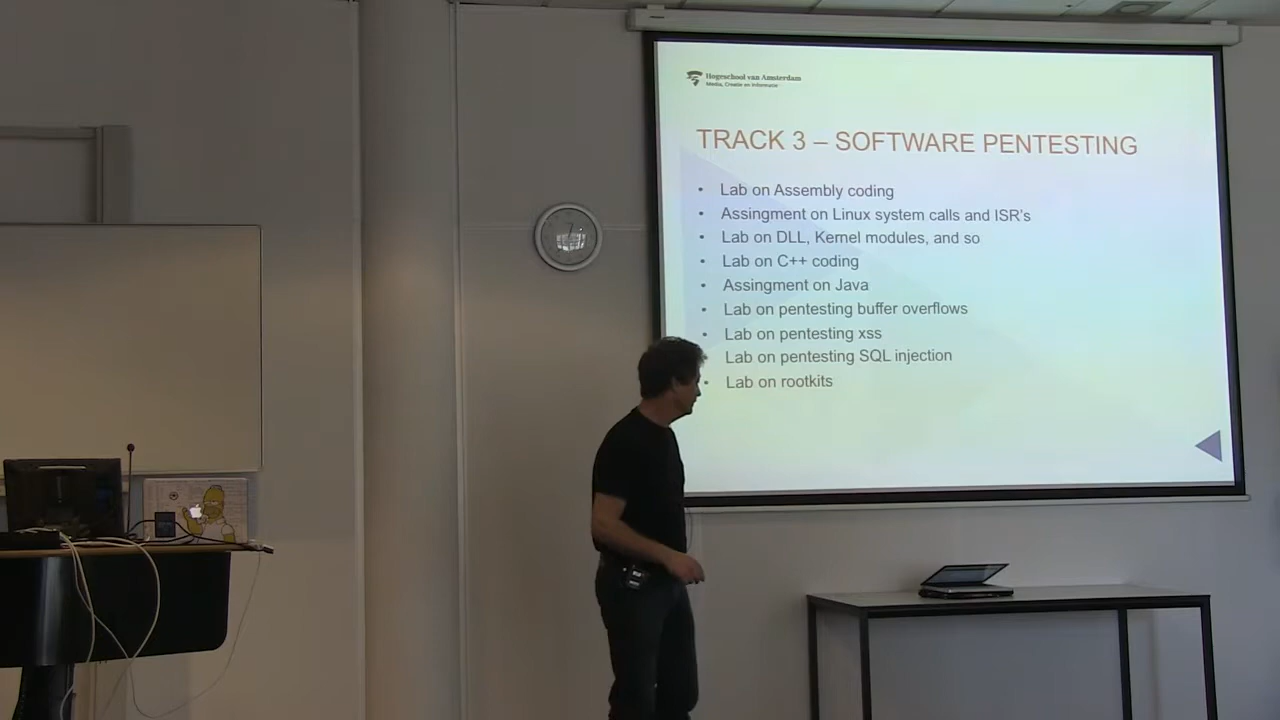 Hogeschool van Amsterdam
Media, Creatie en Informatie
TRACK 3 – SOFTWARE PENTESTING
• Lab on Assembly coding
• Assingment on Linux system calls and ISR's
• Lab on DLL, Kernel modules, and so
• Lab on C++ coding
• Assingment on Java
• Lab on pentesting buffer overflows
• Lab on pentesting xss
Lab on pentesting SQL injection
• Lab on rootkits